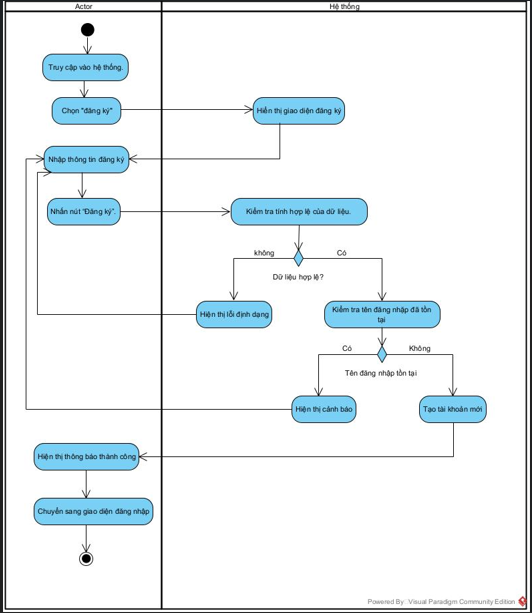 Actor
Hệ thống
Truy cập vào hệ thống.
Chọn "đăng ký"
Hiển thị giao diện đăng ký
Nhập thông tin đăng ký
Nhấn nút "Đăng ký".
Kiểm tra tính hợp lệ của dữ liệu.
không
Có
Dữ liệu hợp lệ?
Hiện thị lỗi định dạng
Kiểm tra tên đăng nhập đã tồn
tại
Có
Không
Tên đăng nhập tồn tại
Hiện thị cảnh báo
Tạo tài khoản mới
Hiện thị thông báo thành công
Chuyển sang giao diện đăng nhập
Powered By Visual Paradigm Community Edition